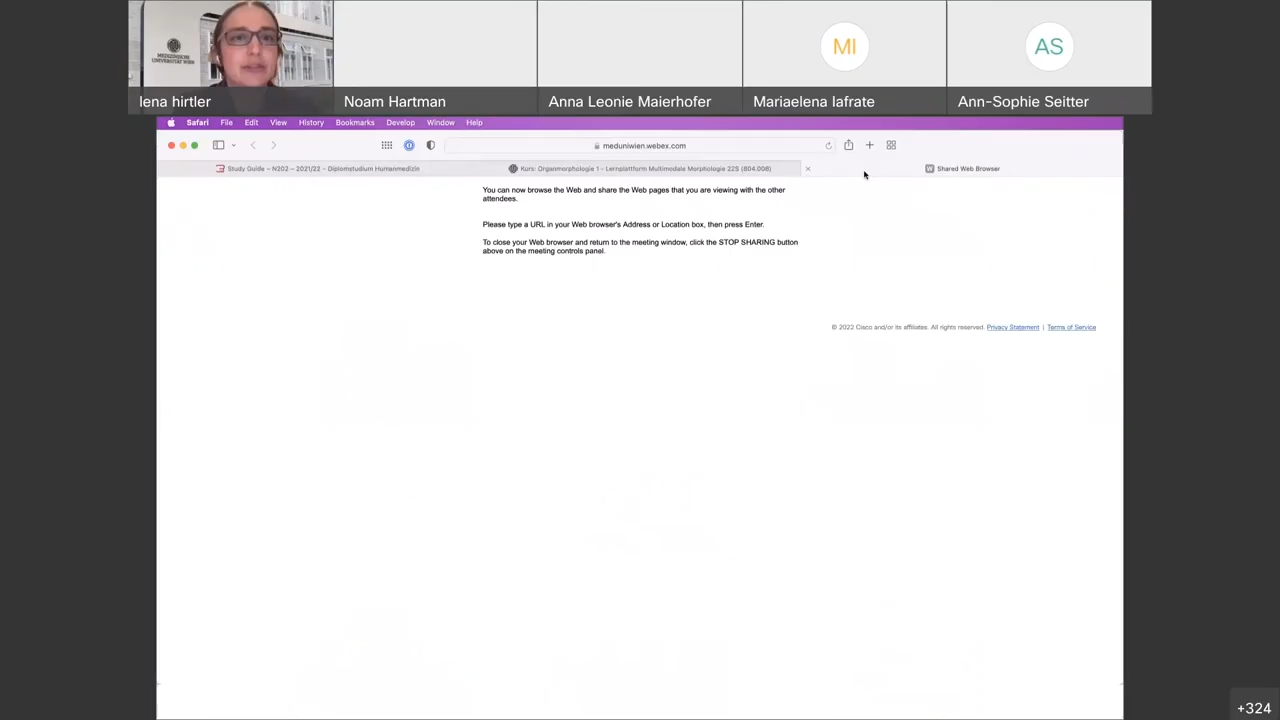 MEDIZINISCHE
UNIVERSITÄT WIEN
lena hirtler
Noam Hartman
Anna Leonie Maierhofer
MI
Mariaelena Iafrate
AS
Ann-Sophie Seitter
Safari File Edit View History Bookmarks Develop Window Help
meduniwien.webex.com
Study Guide – N202 – 2021/22 – Diplomstudium Humanmedizin
Kurs: Organmorphologie 1 - Lernplattform Multimodale Morphologie 22S (804.008)
W Shared Web Browser
You can now browse the Web and share the Web pages that you are viewing with the other
attendees.
Please type a URL in your Web browser's Address or Location box, then press Enter.
To close your Web browser and return to the meeting window, click the STOP SHARING button
above on the meeting controls panel.
© 2022 Cisco and/or its affiliates. All rights reserved. Privacy Statement | Terms of Service
+324